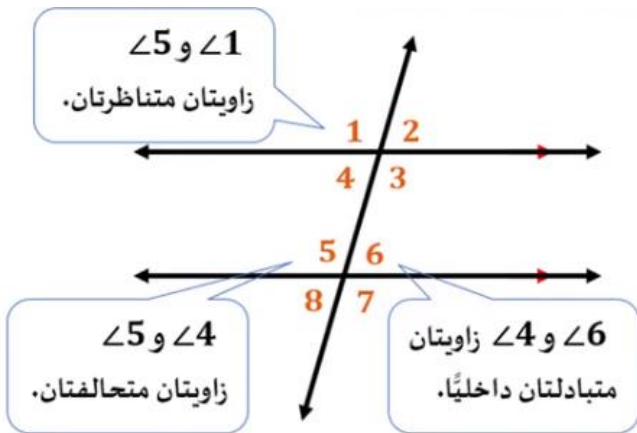 ∠1 و ∠5
زاويتان متناظرتان.
1 2
4 3
5 6
8 7
∠4 و ∠5
زاويتان متحالفتان.
∠6 و ∠4 زاويتان
متبادلتان داخليًّا.